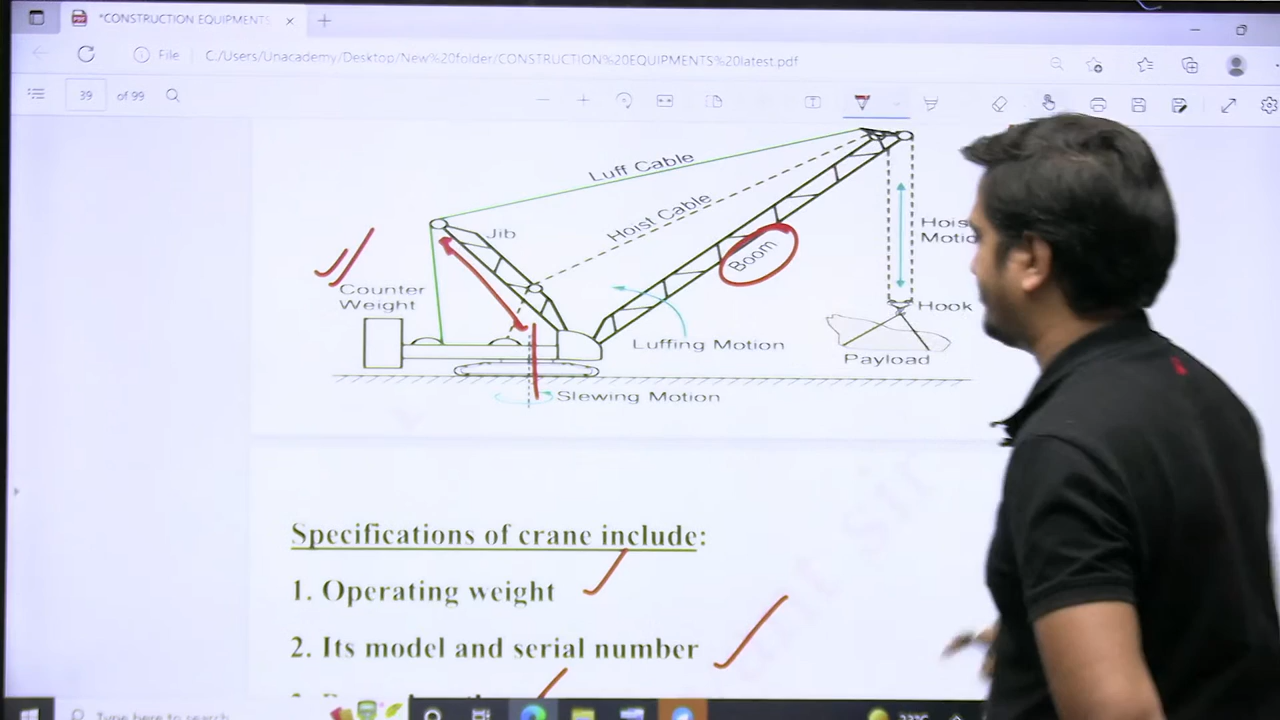 *CONSTRUCTION EQUIPMENTS
File C:/Users/Unacademy/Desktop/New%20folder/CONSTRUCTION%20EQUIPMENTS%20latest.pdf
39 of 99
Luff Cable
Hoist Cable
Jib
Boom
Hois
Motio
Counter
Weight
Hook
Luffing Motion
Payload
Slewing Motion
Specifications of crane include:
1. Operating weight
2. Its model and serial number
Type here to search